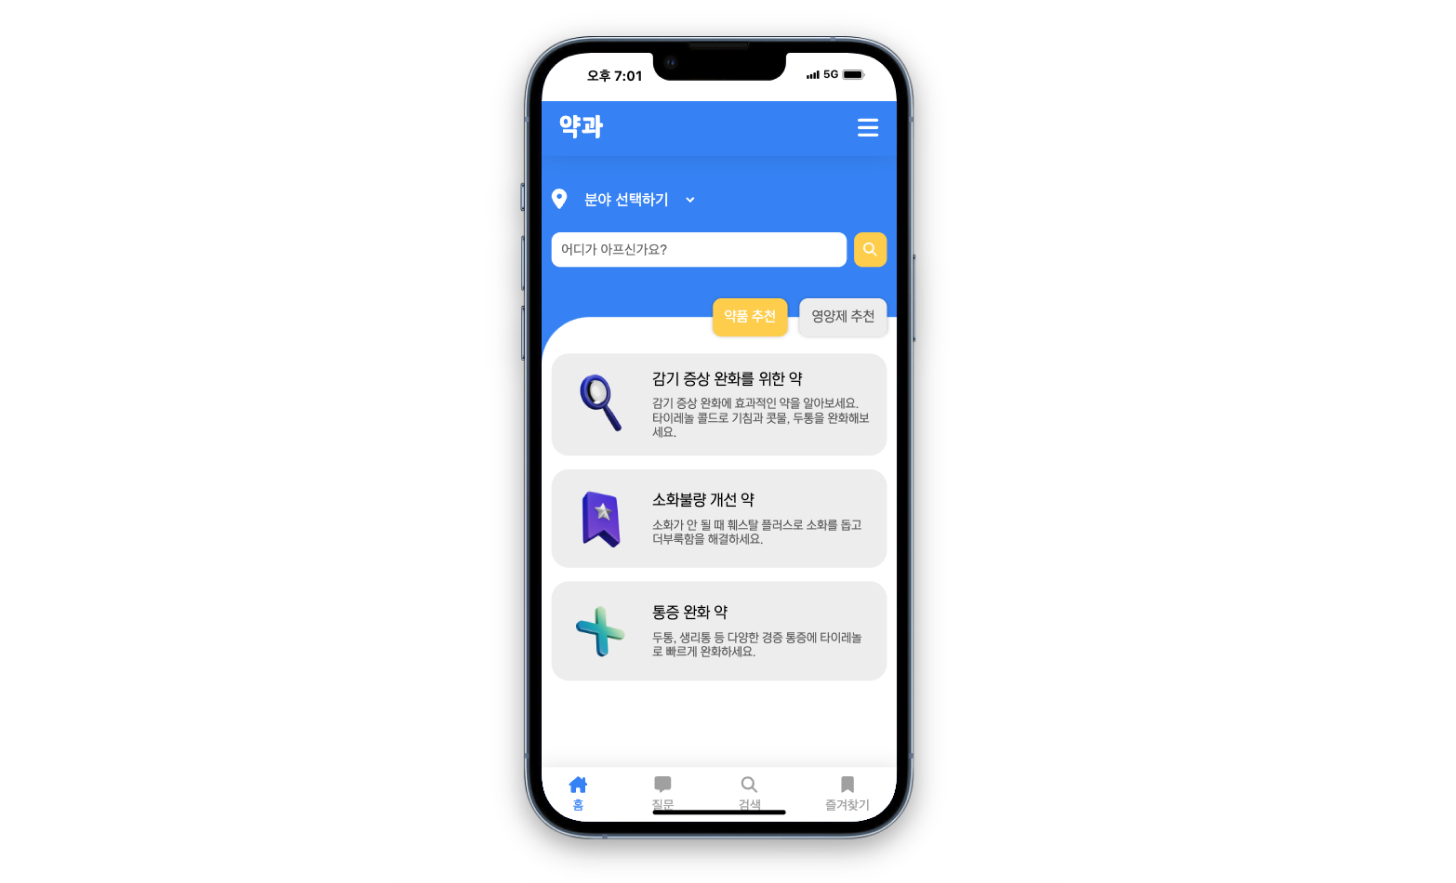 오후 7:01
5G
약과
분야 선택하기
어디가 아프신가요?
약품 추천
영양제 추천
감기 증상 완화를 위한 약
감기 증상 완화에 효과적인 약을 알아보세요.
타이레놀 콜드로 기침과 콧물, 두통을 완화해보
세요.
소화불량 개선 약
소화가 안 될 때 훼스탈 플러스로 소화를 돕고
더부룩함을 해결하세요.
통증 완화 약
두통, 생리통 등 다양한 경증 통증에 타이레놀
로 빠르게 완화하세요.
홈
질문
검색
즐겨찾기